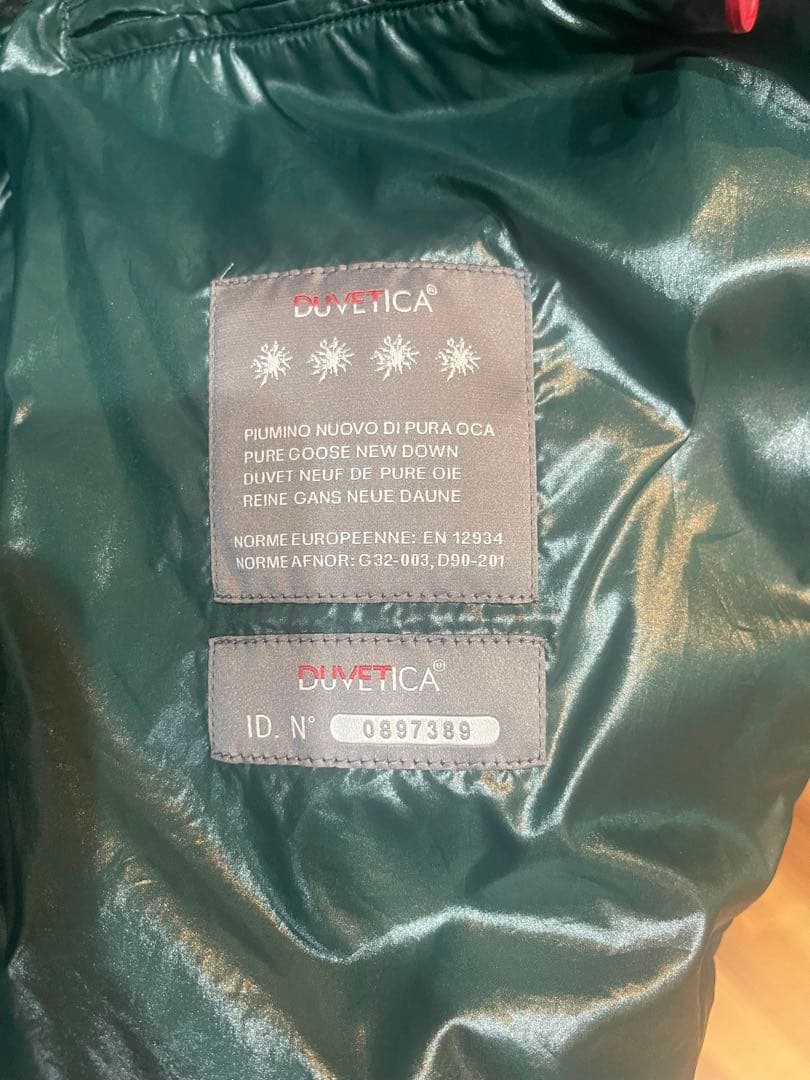 DUVETICA®
PIUMINO NUOVO DI PURA OCA
PURE GOOSE NEW DOWN
DUVET NEUF DE PURE OIE
REINE GANS NEUE DAUNE
NORME EUROPEENNE: EN 12934
NORME AFNOR: G32-003, D90-201
DUVETICA®
ID. N° 0897389